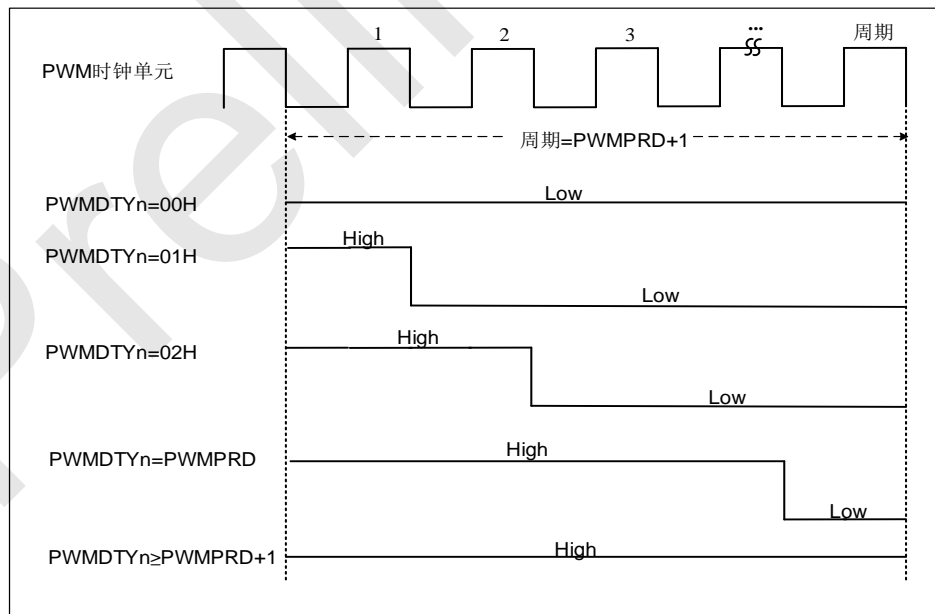 1 2 3 ... 周期
PWM时钟单元
周期=PWMPRD+1
PWMDTYn=00H Low
PWMDTYn=01H High Low
PWMDTYn=02H High Low
PWMDTYn=PWMPRD High Low
PWMDTYn≥PWMPRD+1 High